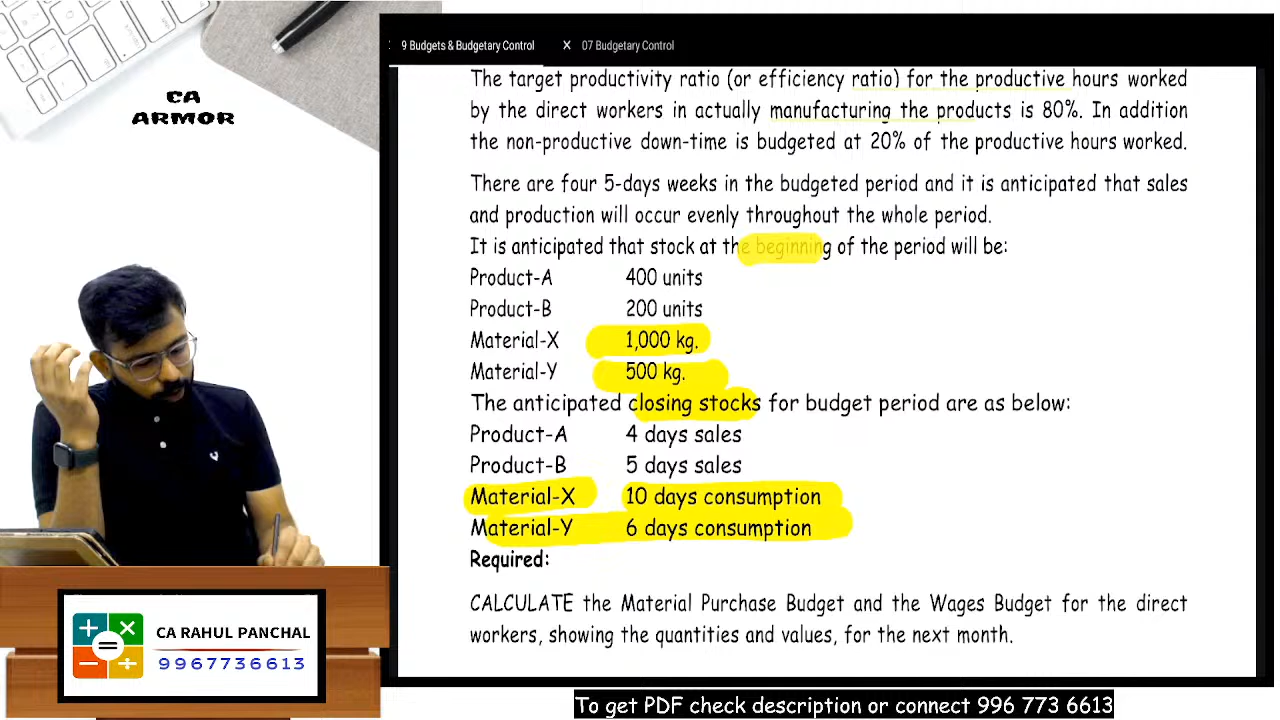 9 Budgets & Budgetary Control
X 07 Budgetary Control
CA
ARMOR
The target productivity ratio (or efficiency ratio) for the productive hours worked
by the direct workers in actually manufacturing the products is 80%. In addition
the non-productive down-time is budgeted at 20% of the productive hours worked.
There are four 5-days weeks in the budgeted period and it is anticipated that sales
and production will occur evenly throughout the whole period.
It is anticipated that stock at the beginning of the period will be:
Product-A 400 units
Product-B 200 units
Material-X 1,000 kg.
Material-Y 500 kg.
The anticipated closing stocks for budget period are as below:
Product-A 4 days sales
Product-B 5 days sales
Material-X 10 days consumption
Material-Y 6 days consumption
Required:
CALCULATE the Material Purchase Budget and the Wages Budget for the direct
workers, showing the quantities and values, for the next month.
CA RAHUL PANCHAL
9967736613
To get PDF check description or connect 996 773 6613